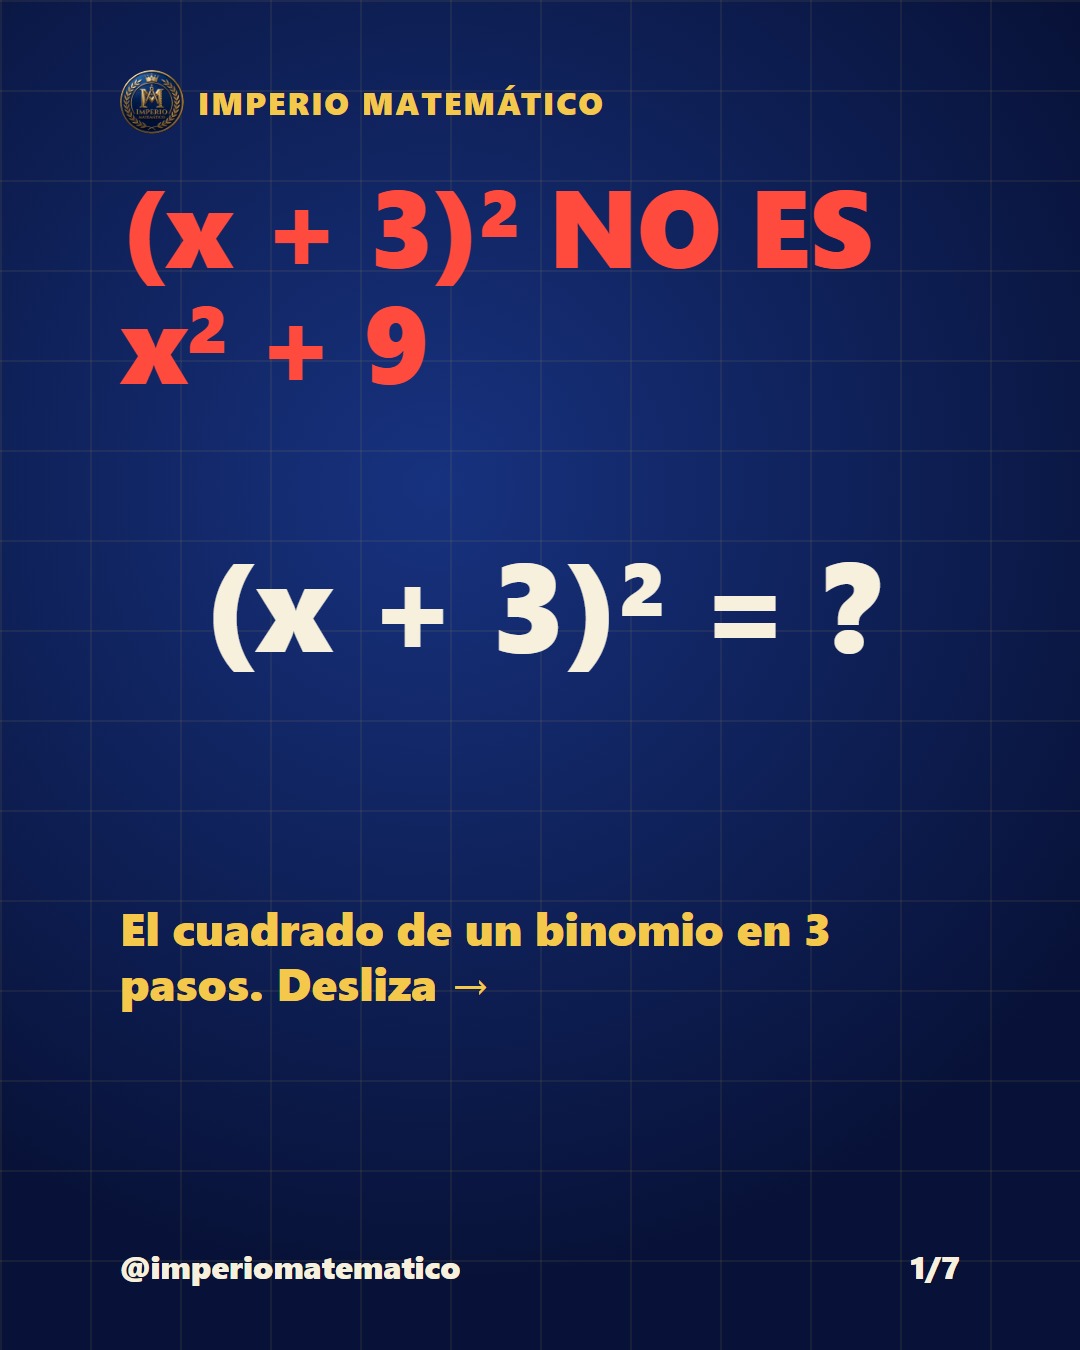 IMPERIO MATEMÁTICO
(x + 3)² NO ES
x² + 9
(x + 3)² = ?
El cuadrado de un binomio en 3
pasos. Desliza →
@imperiomatematico
1/7